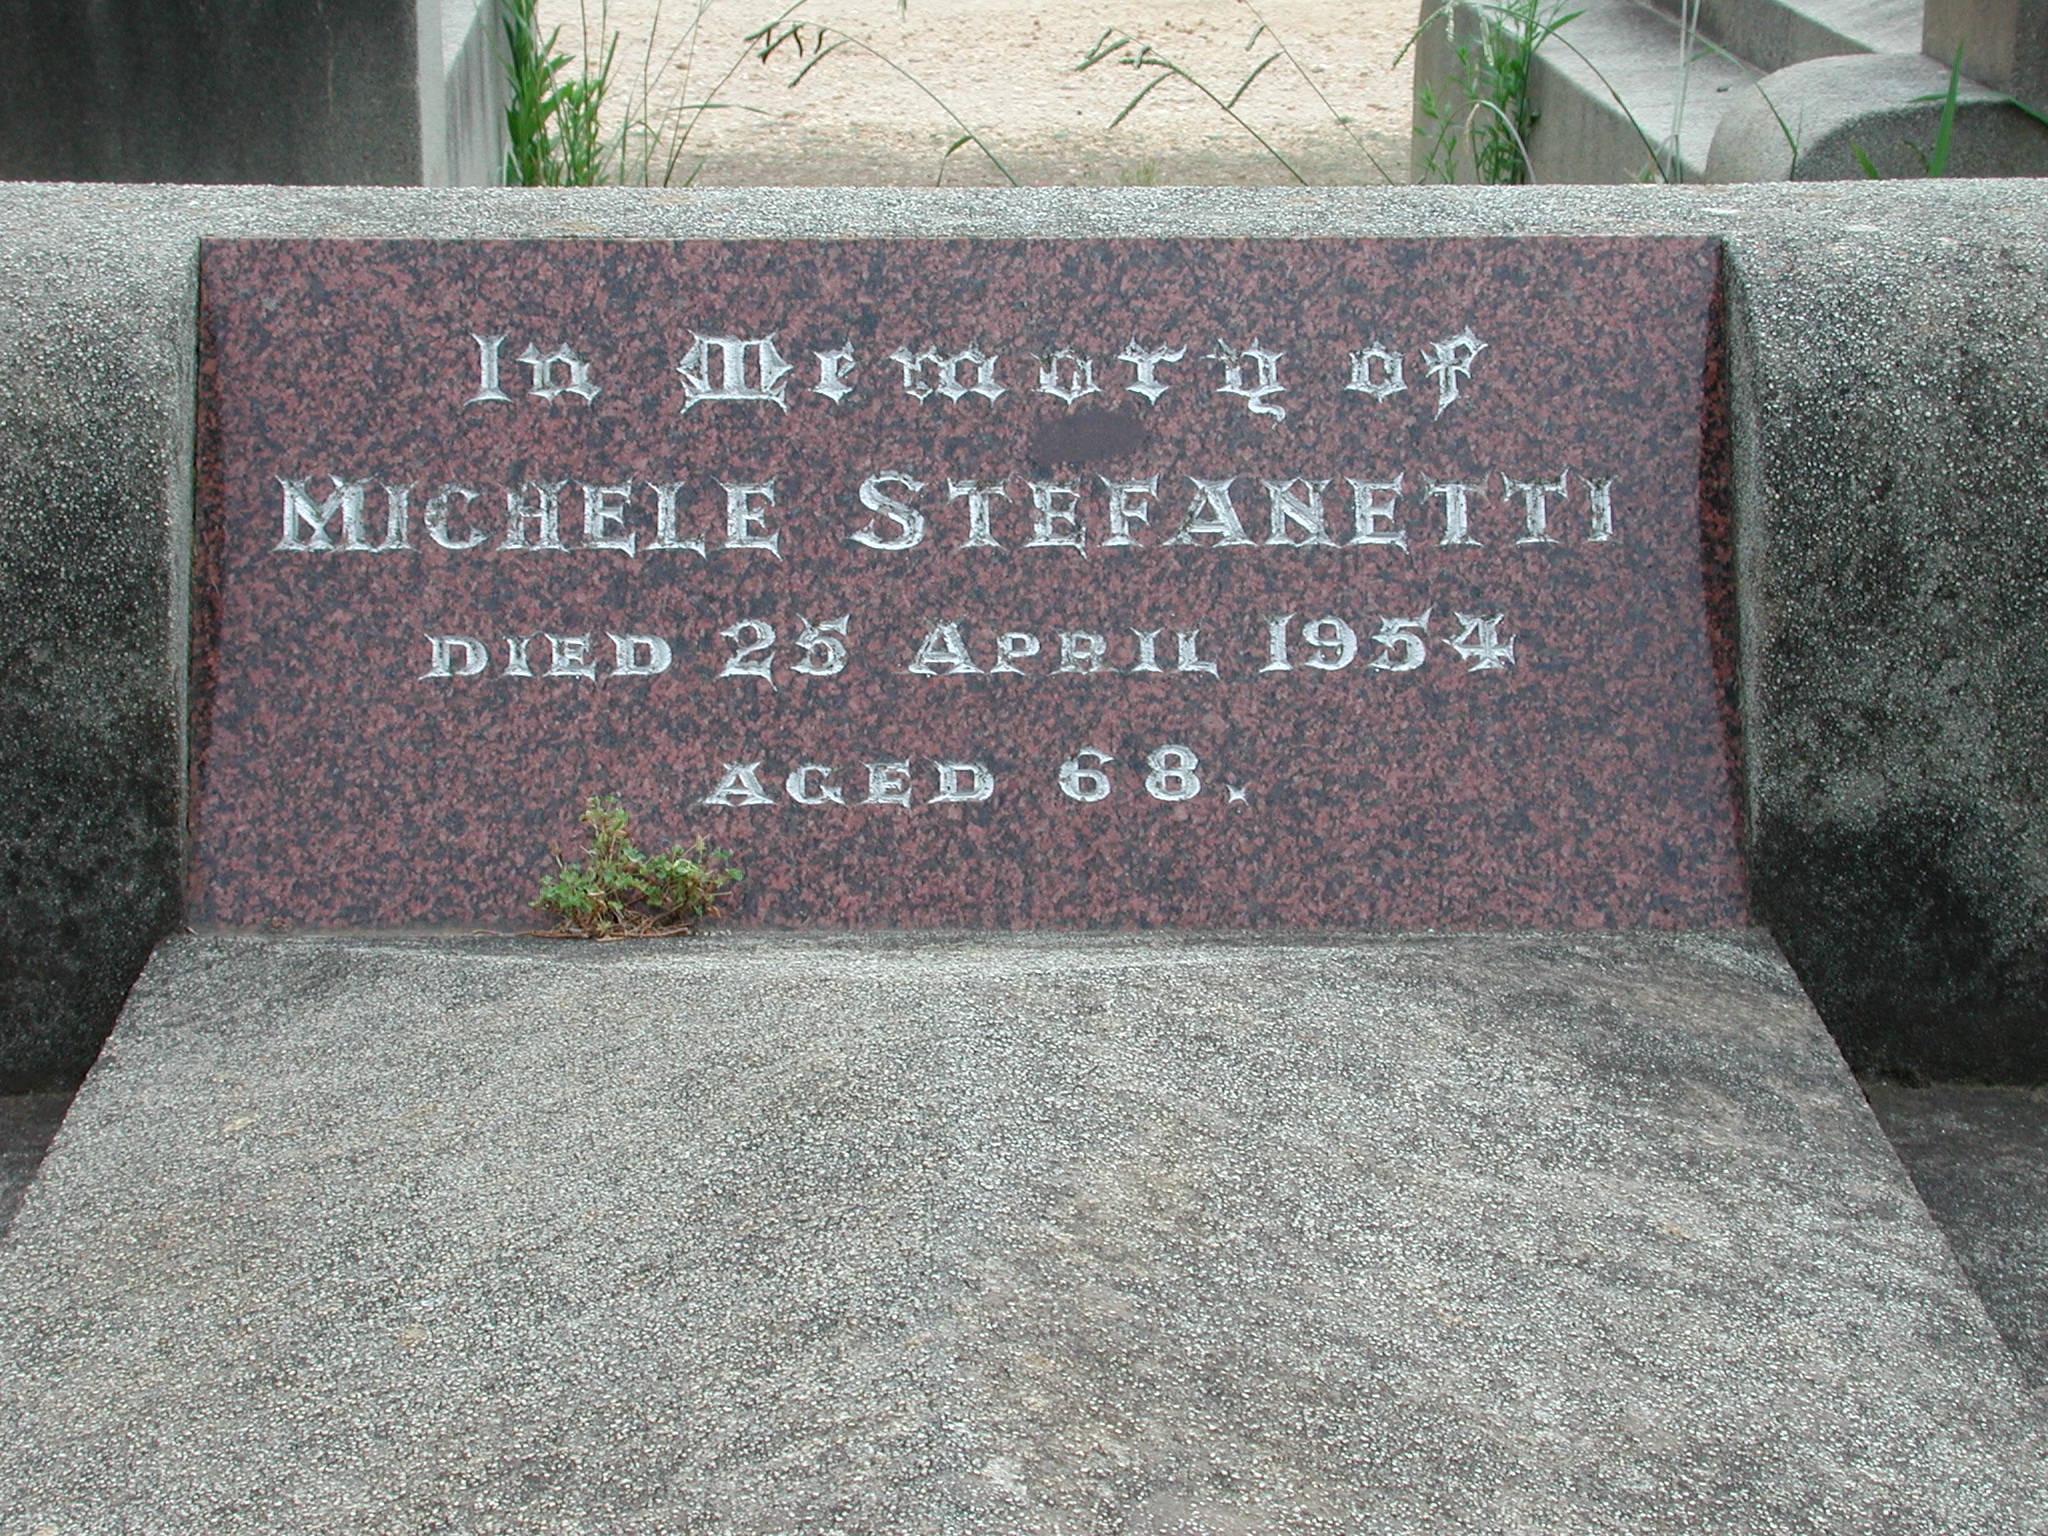 In Memory of
MICHELE STEFANETTI
DIED 25 APRIL 1954
AGED 68.